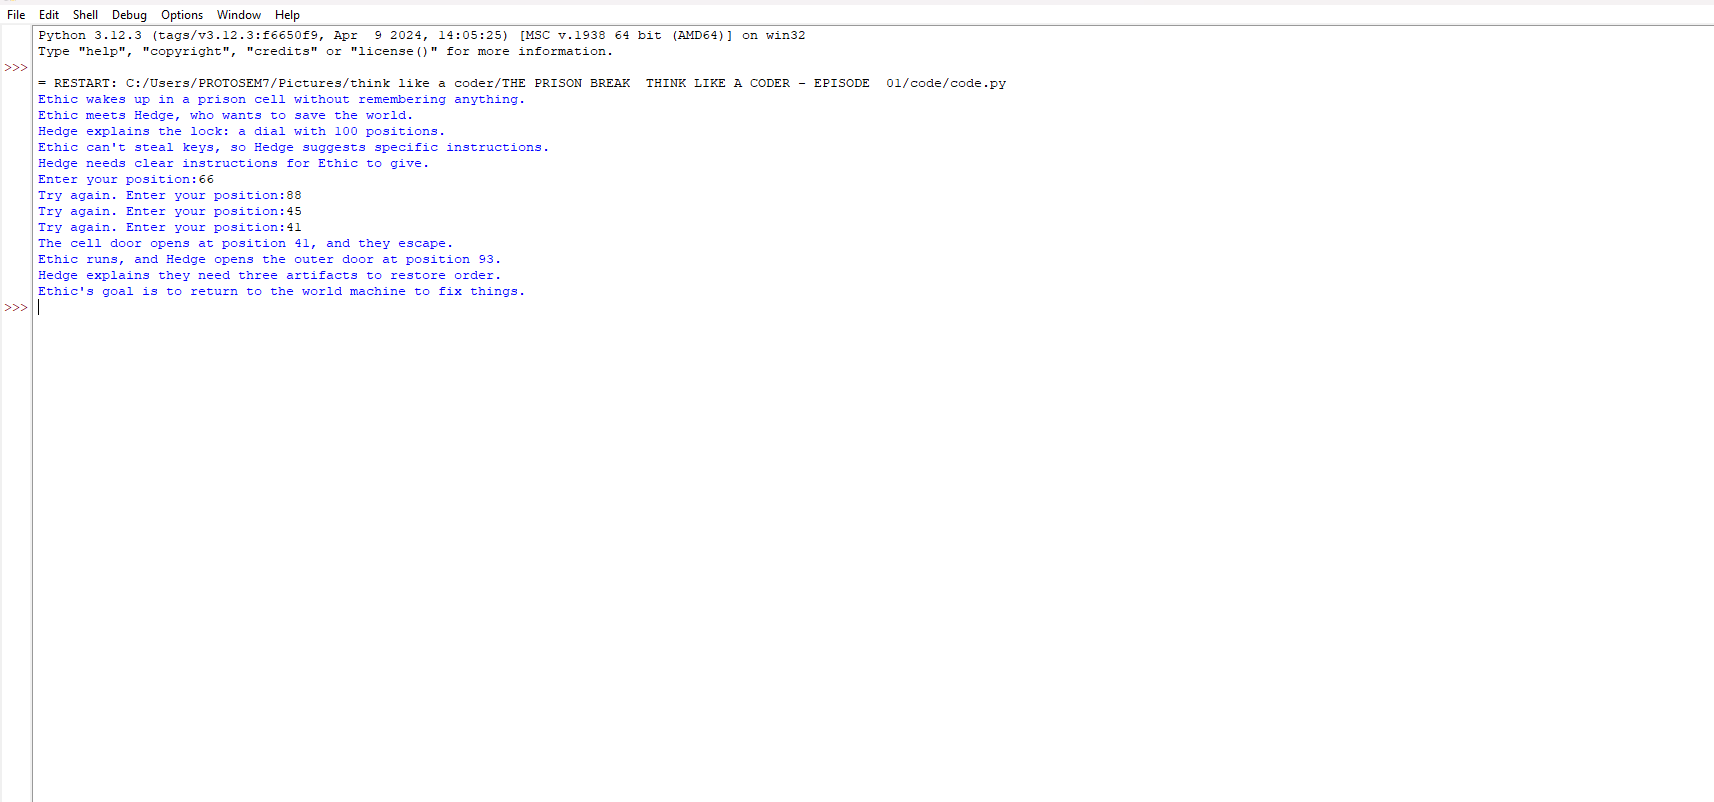 File Edit Shell Debug Options Window Help
Python 3.12.3 (tags/v3.12.3:f6650f9, Apr  9 2024, 14:05:25) [MSC v.1938 64 bit (AMD64)] on win32
Type "help", "copyright", "credits" or "license()" for more information.
>>>
= RESTART: C:/Users/PROTOSEM7/Pictures/think like a coder/THE PRISON BREAK  THINK LIKE A CODER - EPISODE  01/code/code.py
Ethic wakes up in a prison cell without remembering anything.
Ethic meets Hedge, who wants to save the world.
Hedge explains the lock: a dial with 100 positions.
Ethic can't steal keys, so Hedge suggests specific instructions.
Hedge needs clear instructions for Ethic to give.
Enter your position:66
Try again. Enter your position:88
Try again. Enter your position:45
Try again. Enter your position:41
The cell door opens at position 41, and they escape.
Ethic runs, and Hedge opens the outer door at position 93.
Hedge explains they need three artifacts to restore order.
Ethic's goal is to return to the world machine to fix things.
>>>